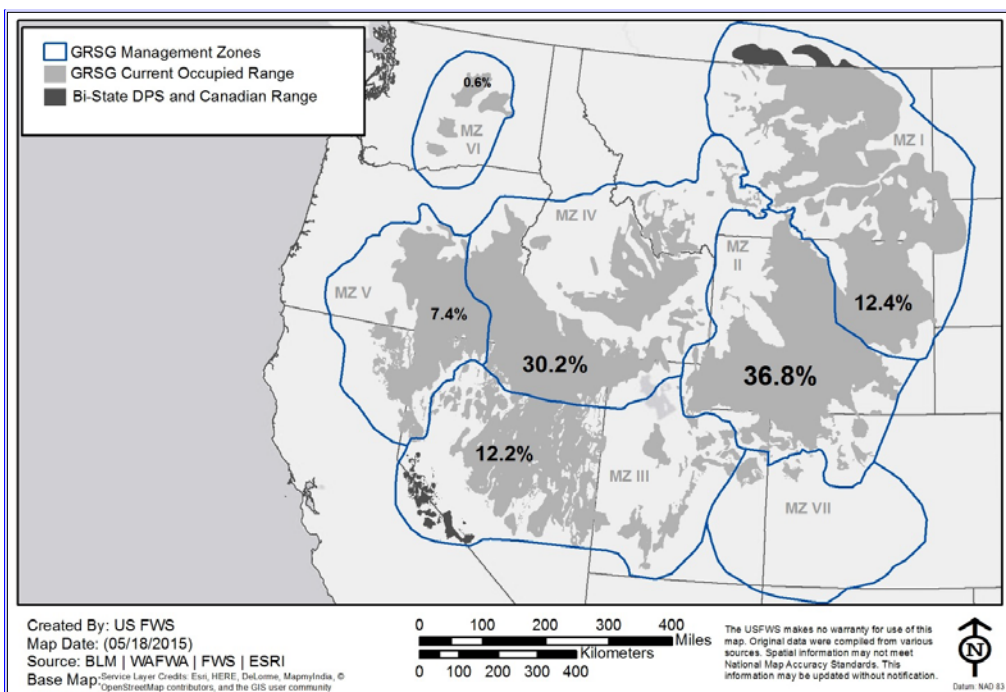 GRSG Management Zones
GRSG Current Occupied Range
Bi-State DPS and Canadian Range
0.6%
MZ
VI
MZ I
MZ IV
MZ
II
MZ V
7.4%
12.4%
30.2%
36.8%
12.2%
MZ III
MZ VII
Created By: US FWS
Map Date: (05/18/2015)
Source: BLM | WAFWA | FWS | ESRI
Base Map: Service Layer Credits: Esri, HERE, DeLorme, MapmyIndia, ©
OpenStreetMap contributors, and the GIS user community
0 100 200 300 400
Miles
Kilometers
0 100 200 300 400
The USFWS makes no warranty for use of this
map. Original data were compiled from various
sources. Spatial information may not meet
National Map Accuracy Standards. This
information may be updated without notification.
N
Datum: NAD 83